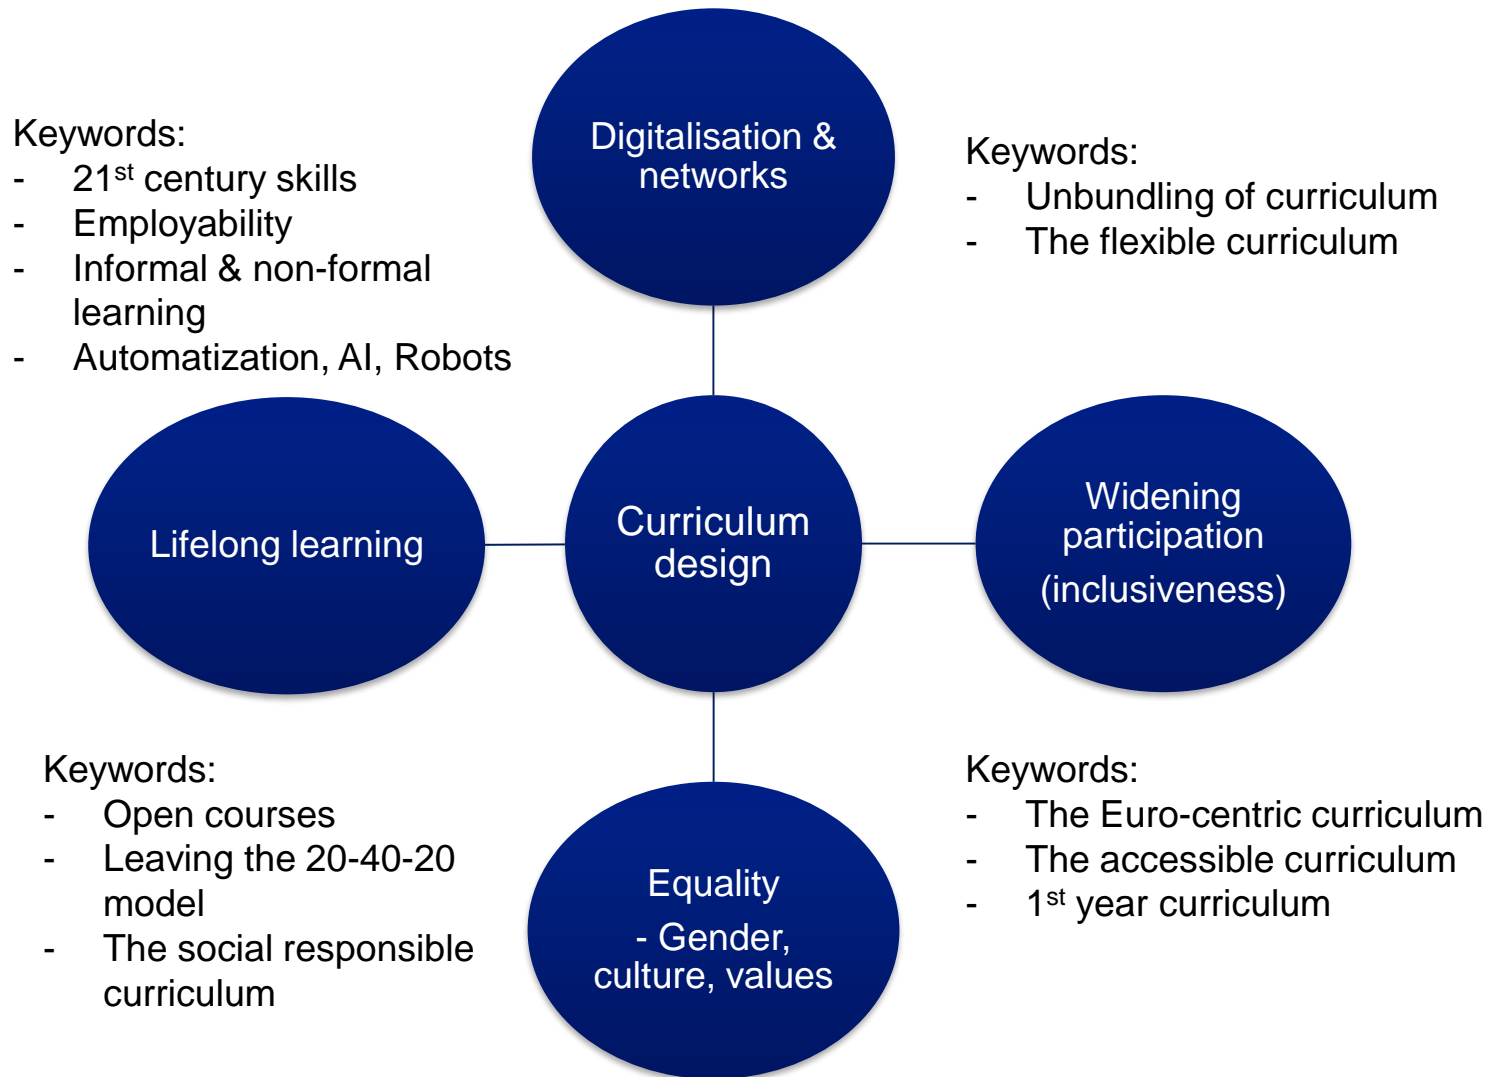 Digitalisation &
networks
Keywords:
- 21st century skills
- Employability
- Informal & non-formal
learning
- Automatization, AI, Robots
Keywords:
- Unbundling of curriculum
- The flexible curriculum
Lifelong learning
Curriculum
design
Widening
participation
(inclusiveness)
Keywords:
- Open courses
- Leaving the 20-40-20
model
- The social responsible
curriculum
Equality
- Gender,
culture, values
Keywords:
- The Euro-centric curriculum
- The accessible curriculum
- 1st year curriculum